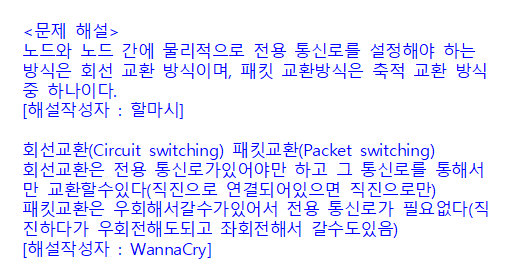 <문제 해설>
노드와 노드 간에 물리적으로 전용 통신로를 설정해야 하는
방식은 회선 교환 방식이며, 패킷 교환방식은 축적 교환 방식
중 하나이다.
[해설작성자 : 할마시]

회선교환(Circuit switching) 패킷교환(Packet switching)
회선교환은 전용 통신로가있어야만 하고 그 통신로를 통해서
만 교환할수있다(직진으로 연결되어있으면 직진으로만)
패킷교환은 우회해서갈수가있어서 전용 통신로가 필요없다(직
진하다가 우회전해도되고 좌회전해서 갈수도있음)
[해설작성자 : WannaCry]